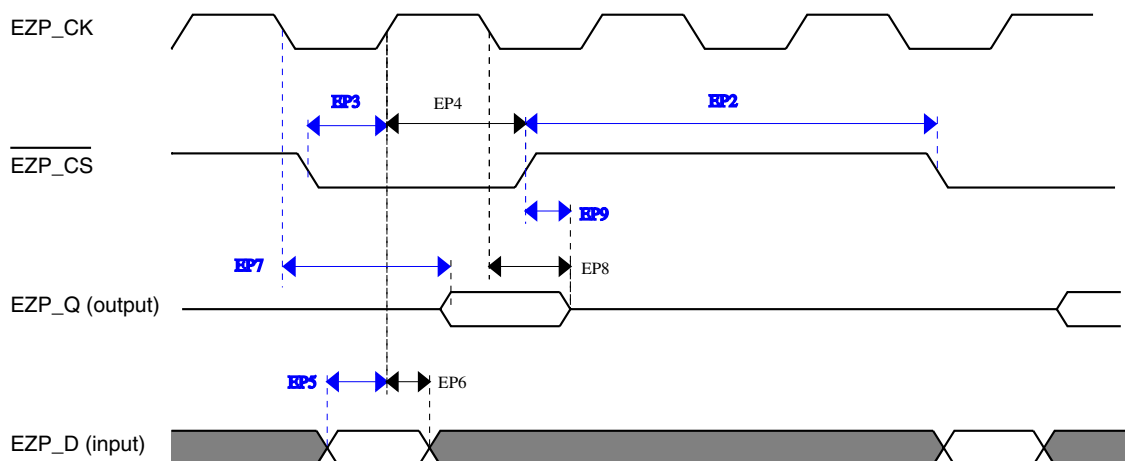 EZP_CK
EP3
EP4
EP2
EZP_CS
EP9
EP7
EP8
EZP_Q (output)
EP5
EP6
EZP_D (input)